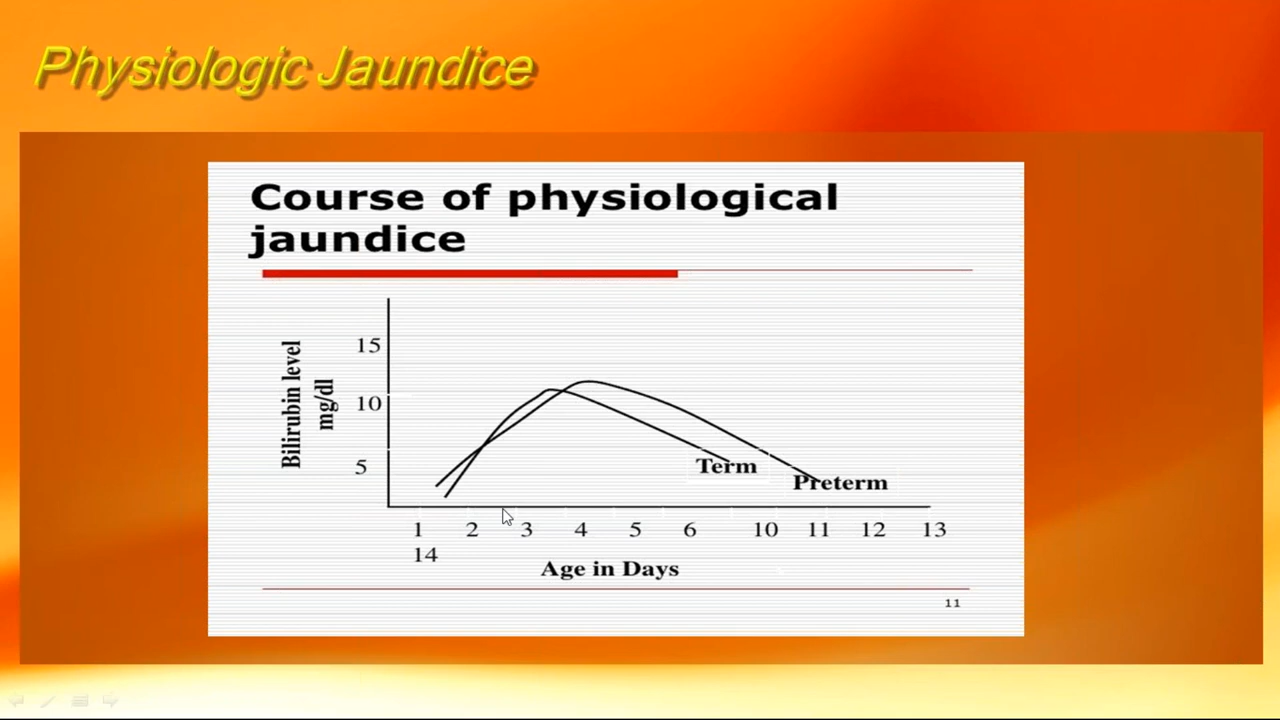 Physiologic Jaundice
Course of physiological
jaundice
Bilirubin level
mg/dl
15
10
5
Term
Preterm
1 2 3 4 5 6 10 11 12 13
14
Age in Days
11